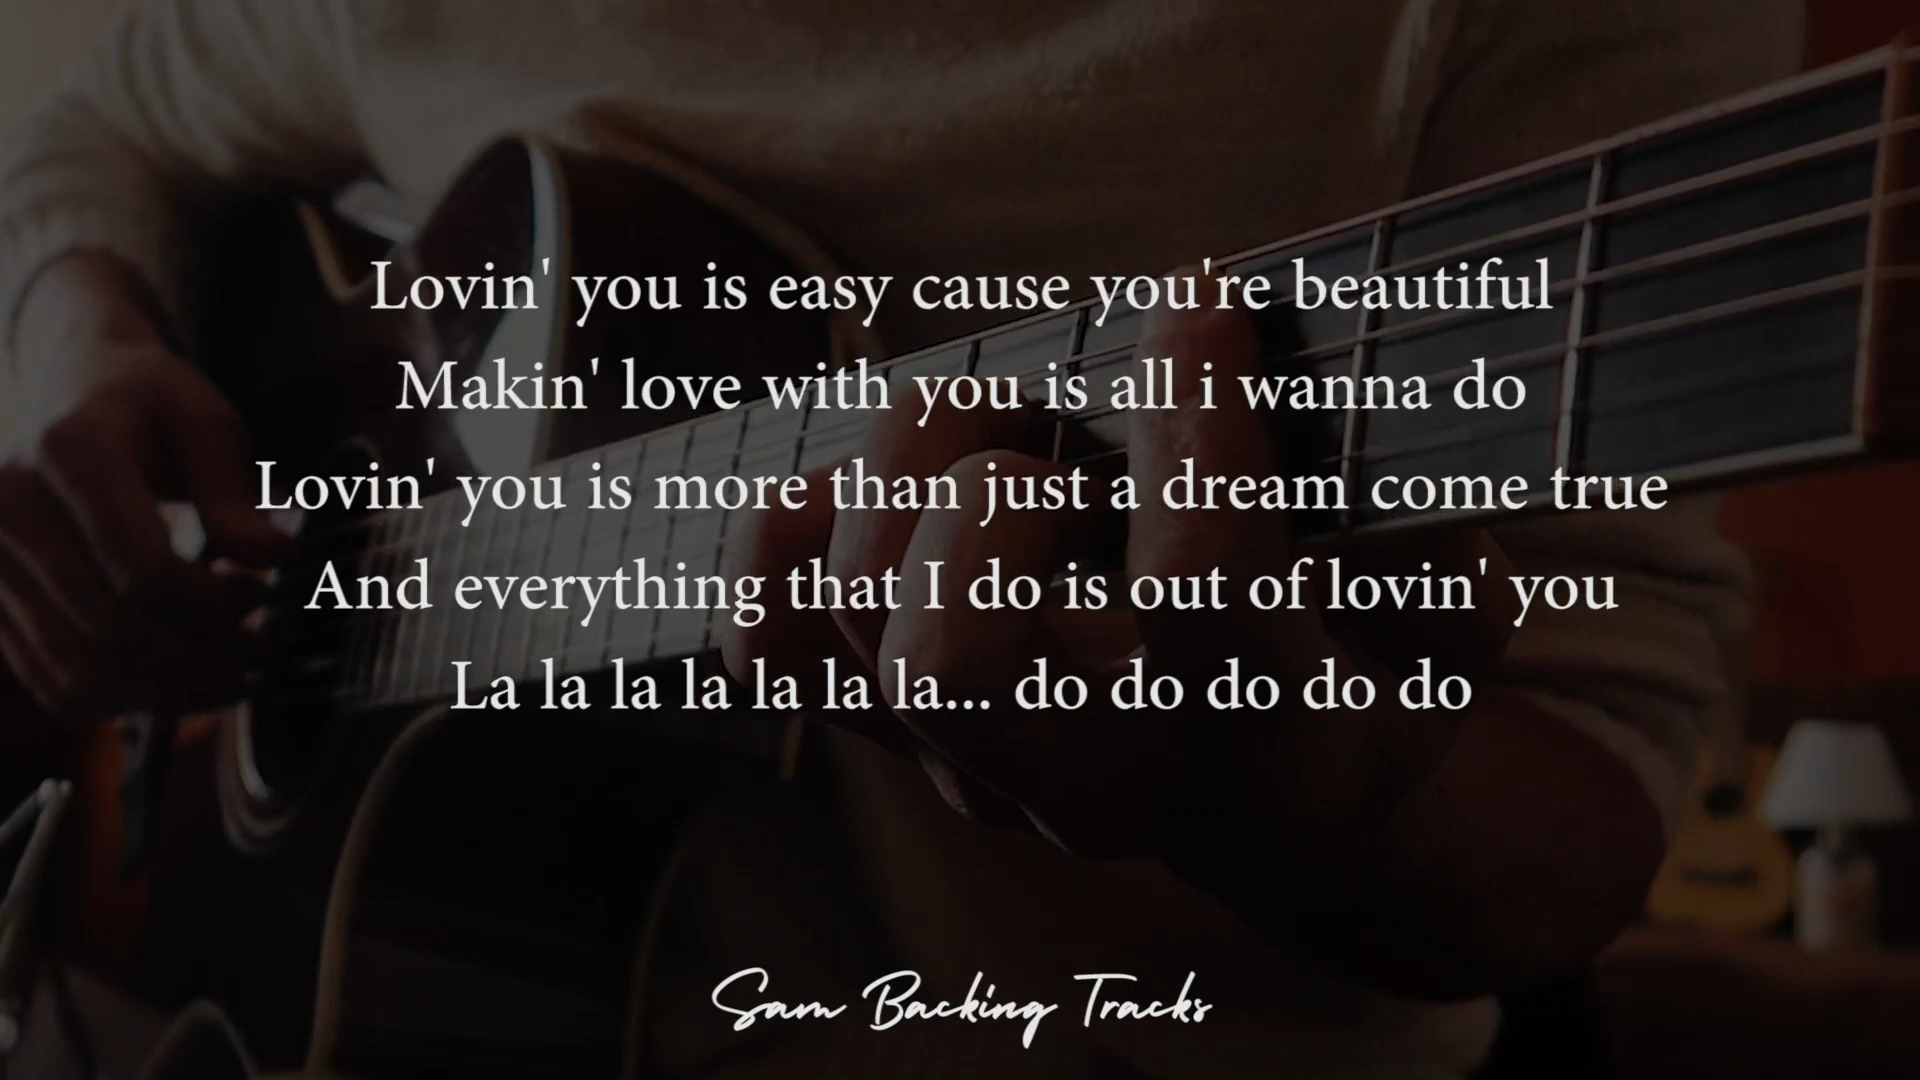 Lovin' you is easy cause you're beautiful
Makin' love with you is all i wanna do
Lovin' you is more than just a dream come true
And everything that I do is out of lovin' you
La la la la la la la... do do do do do
Sam Backing Tracks